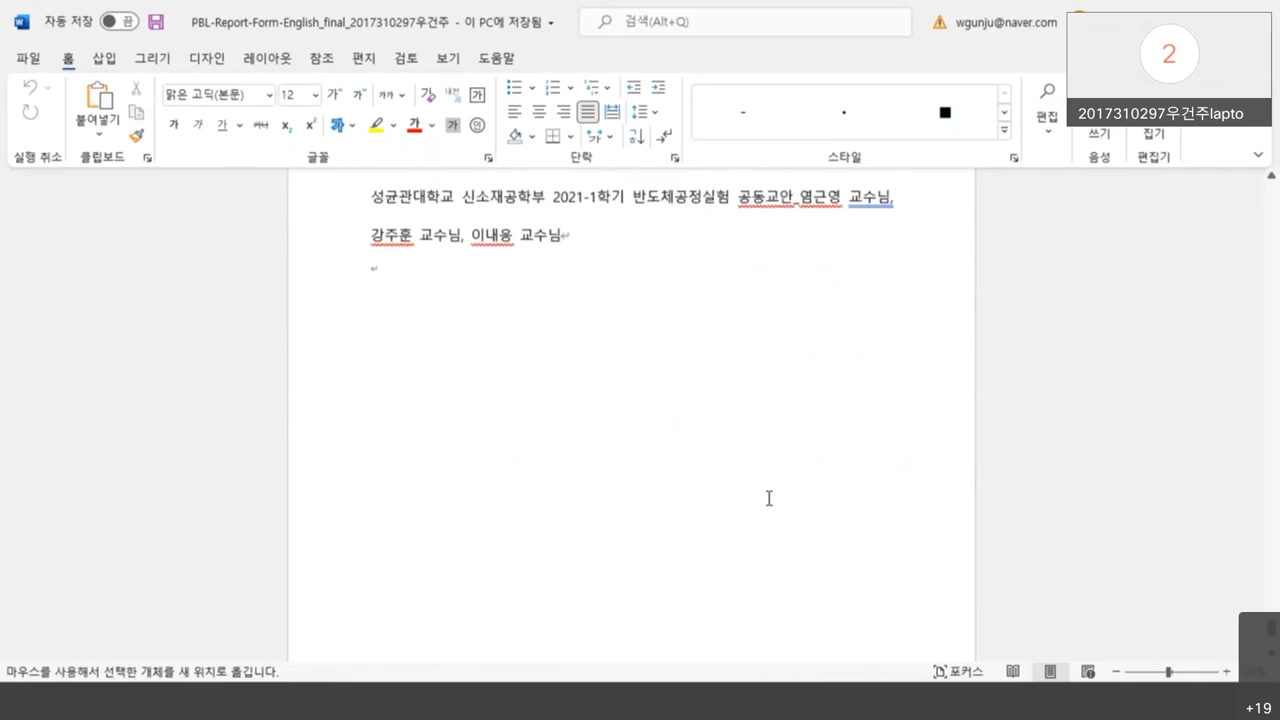 자동 저장 끔 PBL-Report-Form-English_final_2017310297우건주 - 이 PC에 저장됨 검색(Alt+Q) wgunju@naver.com
2
2017310297우건주lapto
파일 홈 삽입 그리기 디자인 레이아웃 참조 편지 검토 보기 도움말
맑은 고딕(본문) 12
붙여넣기 편집 쓰기 집기
실행 취소 클립보드 글꼴 단락 스타일 음성 편집기
성균관대학교 신소재공학부 2021-1학기 반도체공정실험 공동교안_염근영 교수님,
강주훈 교수님, 이내응 교수님
마우스를 사용해서 선택한 개체를 새 위치로 옮깁니다. 포커스
+19